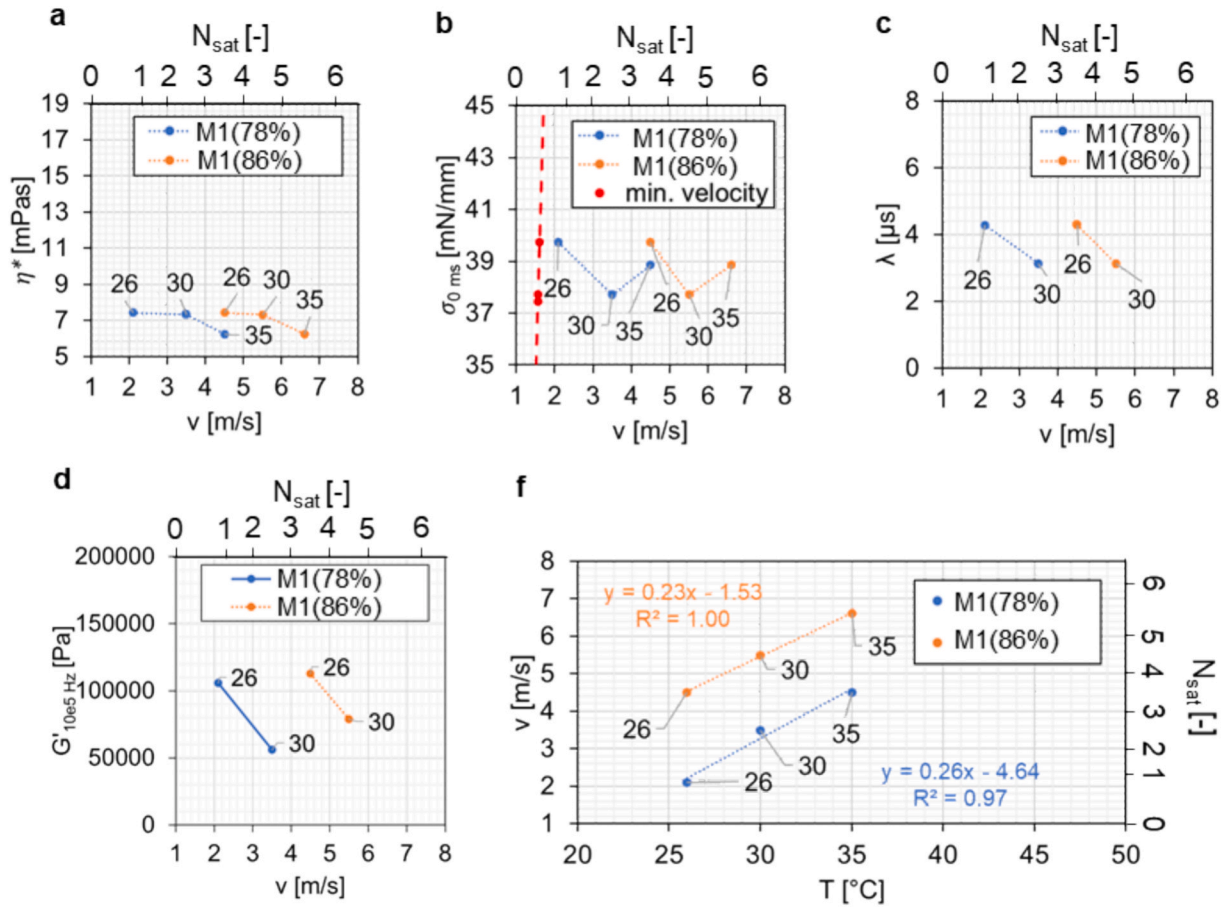 a
N_sat [-]
0 1 2 3 4 5 6
19
17
15
13
11
9
7
5
η* [mPas]
M1(78%)
M1(86%)
26 30 26 30 35
35
1 2 3 4 5 6 7 8
v [m/s]
b
N_sat [-]
0 1 2 3 4 5 6
45
43
41
39
37
35
σ_0 ms [mN/mm]
M1(78%)
M1(86%)
min. velocity
26 26
30 35 30 35
1 2 3 4 5 6 7 8
v [m/s]
c
N_sat [-]
0 1 2 3 4 5 6
8
6
4
2
0
λ [µs]
M1(78%)
M1(86%)
26 26
30 30
1 2 3 4 5 6 7 8
v [m/s]
d
N_sat [-]
0 1 2 3 4 5 6
200000
150000
100000
50000
0
G'_10e5 Hz [Pa]
M1(78%)
M1(86%)
26 26
30 30
1 2 3 4 5 6 7 8
v [m/s]
f
8
7
6
5
4
3
2
1
v [m/s]
y = 0.23x - 1.53
R² = 1.00
M1(78%)
M1(86%)
26 30 35
26 30 35
y = 0.26x - 4.64
R² = 0.97
6
5
4
3
2
1
0
N_sat [-]
20 25 30 35 40 45 50
T [°C]